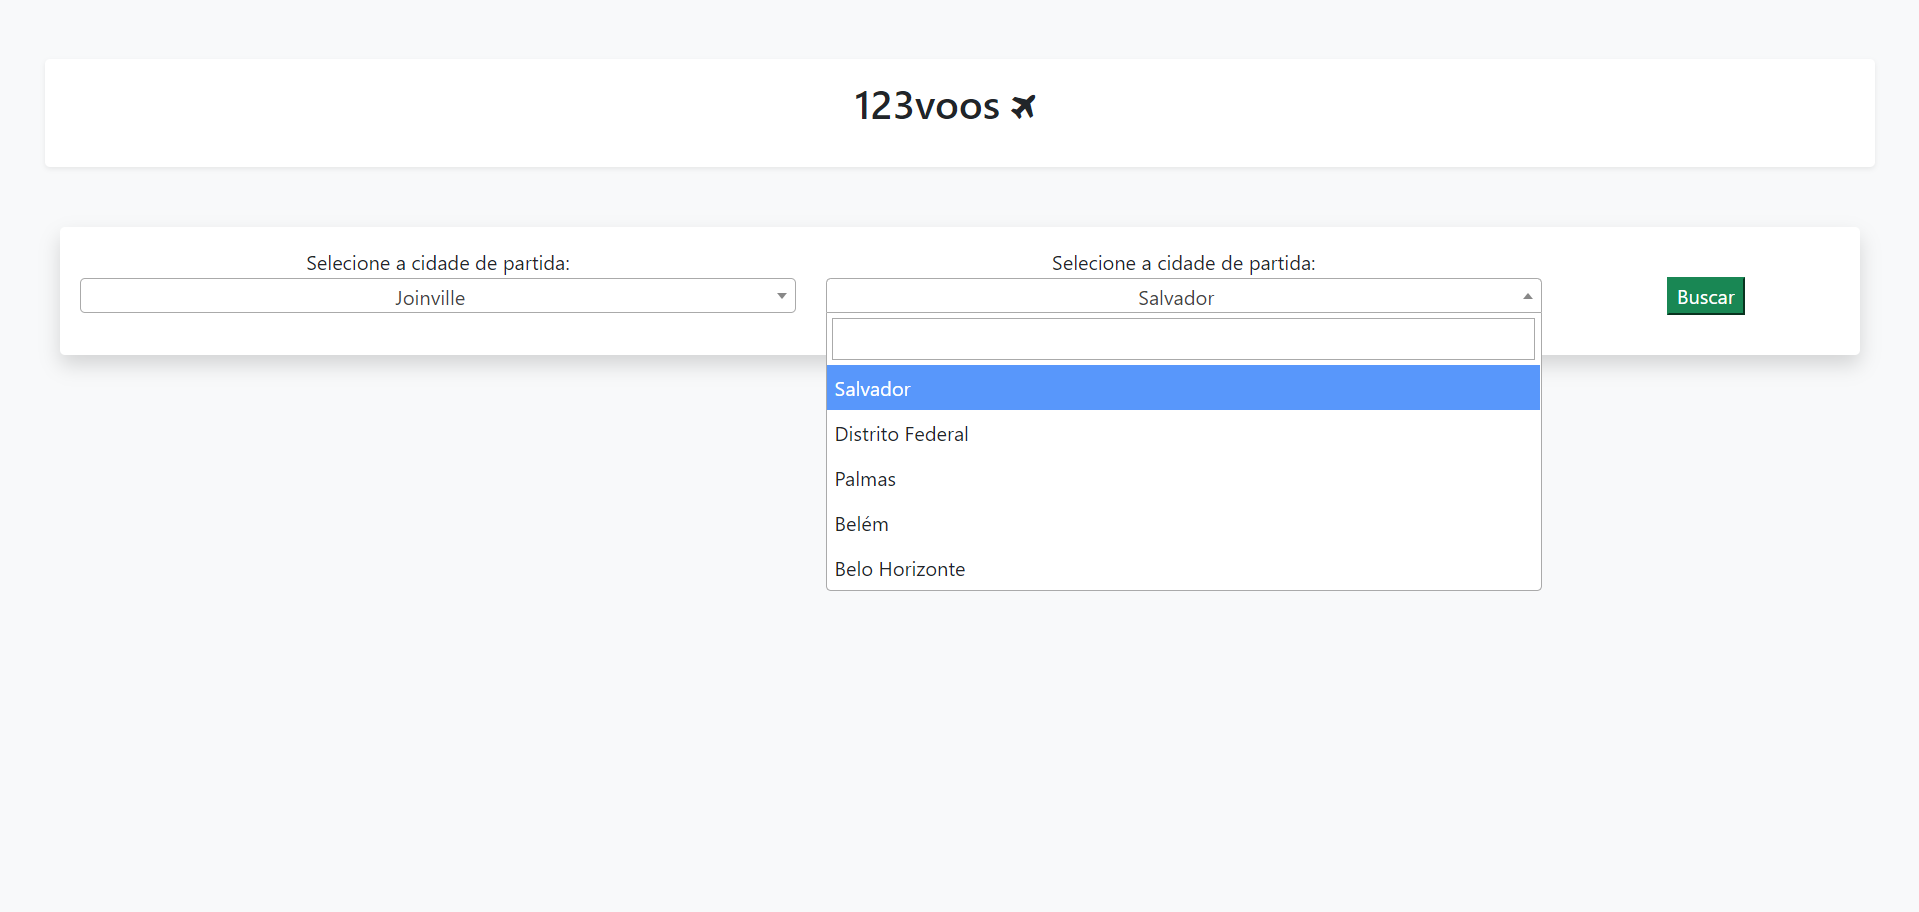 123voos
Selecione a cidade de partida:
Joinville
Selecione a cidade de partida:
Salvador
Buscar
Salvador
Distrito Federal
Palmas
Belém
Belo Horizonte